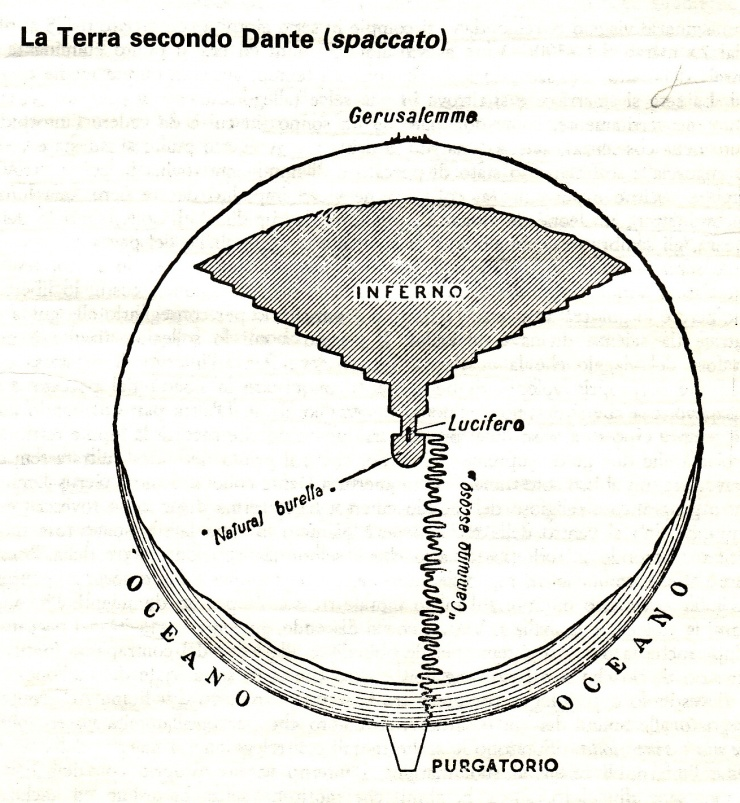 La Terra secondo Dante (spaccato)
Gerusalemme
INFERNO
Lucifero
"Natural burella"
"Cammino ascoso"
OCEANO
OCEANO
PURGATORIO